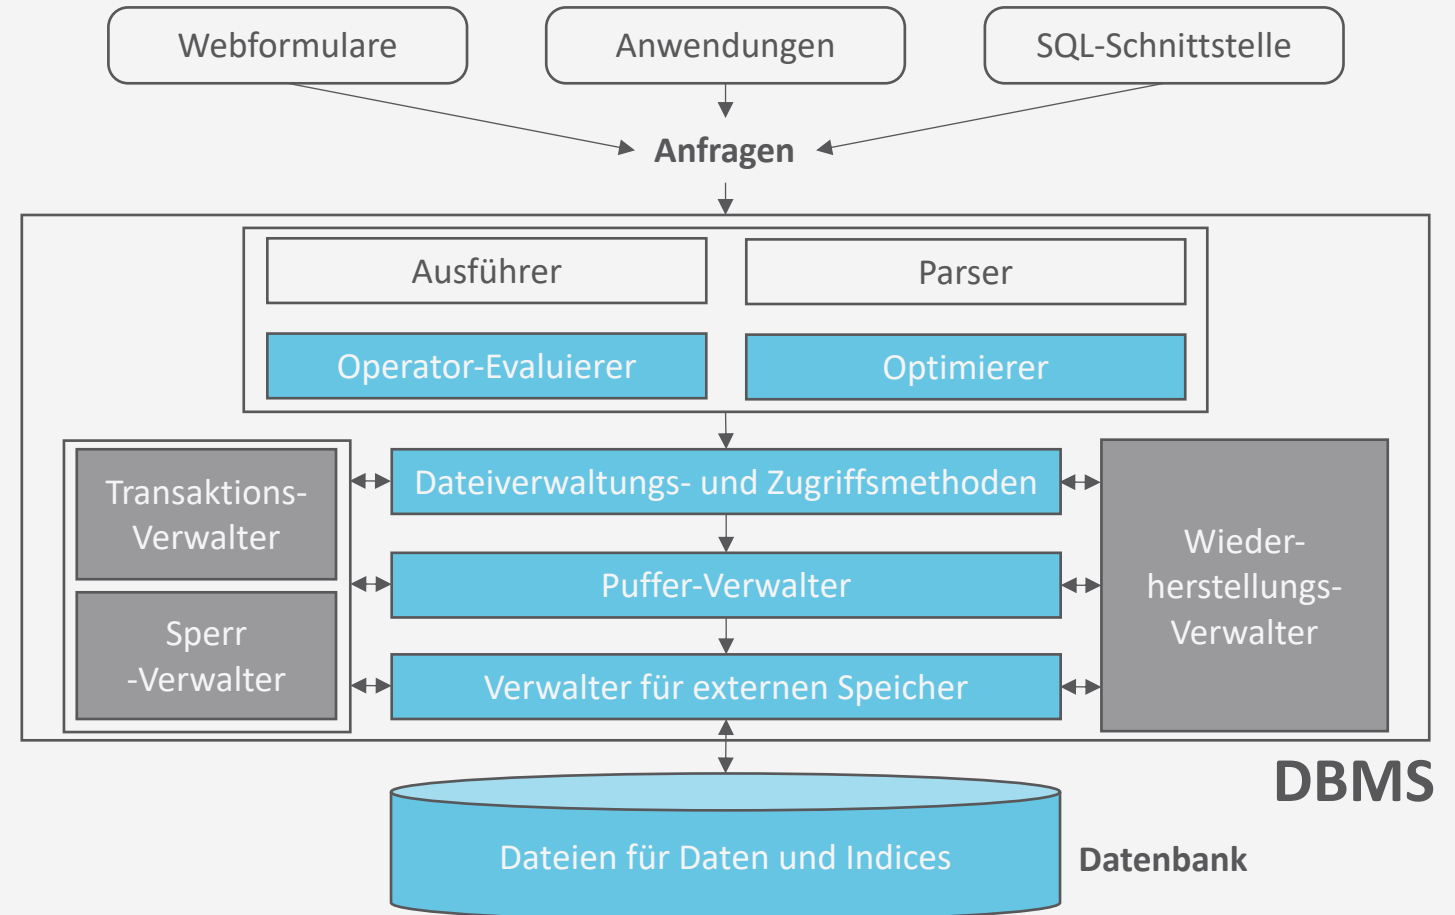 Webformulare
Anwendungen
SQL-Schnittstelle
Anfragen
Ausführer
Parser
Operator-Evaluierer
Optimierer
Transaktions-
Verwalter
Sperr
-Verwalter
Dateiverwaltungs- und Zugriffsmethoden
Puffer-Verwalter
Verwalter für externen Speicher
Wieder-
herstellungs-
Verwalter
DBMS
Dateien für Daten und Indices
Datenbank